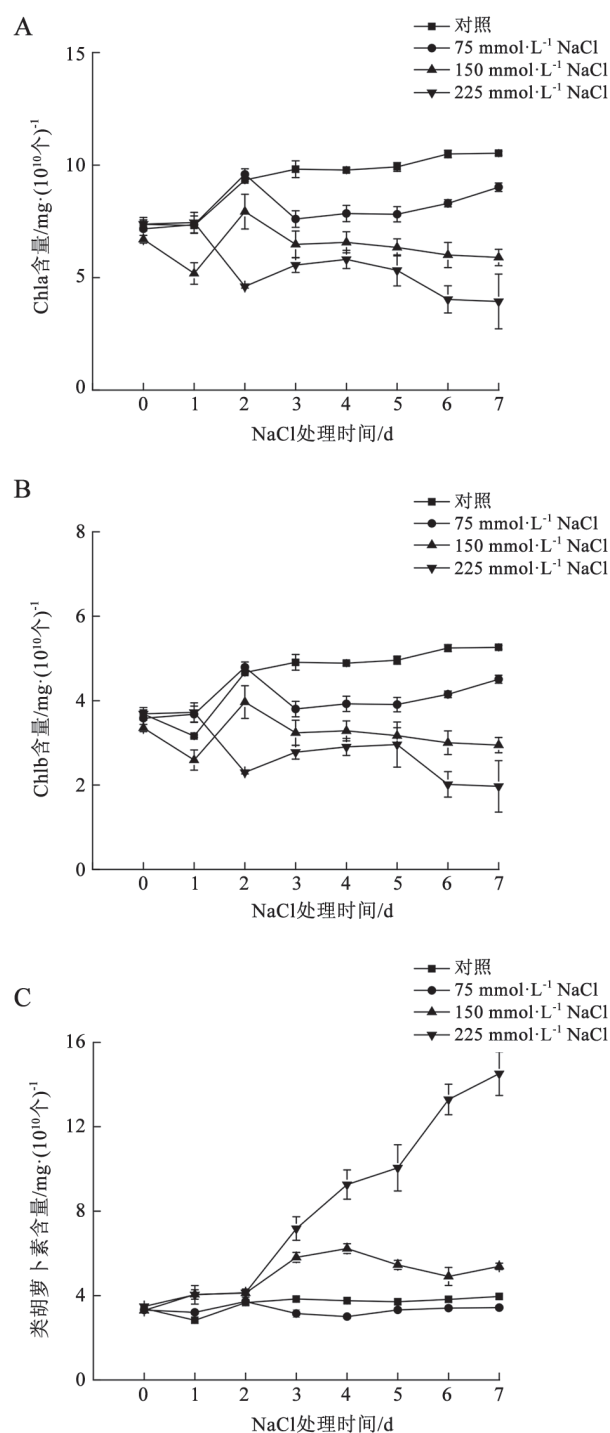 A
对照
75 mmol·L⁻¹ NaCl
150 mmol·L⁻¹ NaCl
225 mmol·L⁻¹ NaCl
Chla含量/mg·(10¹⁰个)⁻¹
15
10
5
0
0 1 2 3 4 5 6 7
NaCl处理时间/d
B
对照
75 mmol·L⁻¹ NaCl
150 mmol·L⁻¹ NaCl
225 mmol·L⁻¹ NaCl
Chlb含量/mg·(10¹⁰个)⁻¹
8
6
4
2
0
0 1 2 3 4 5 6 7
NaCl处理时间/d
C
对照
75 mmol·L⁻¹ NaCl
150 mmol·L⁻¹ NaCl
225 mmol·L⁻¹ NaCl
类胡萝卜素含量/mg·(10¹⁰个)⁻¹
16
12
8
4
0
0 1 2 3 4 5 6 7
NaCl处理时间/d